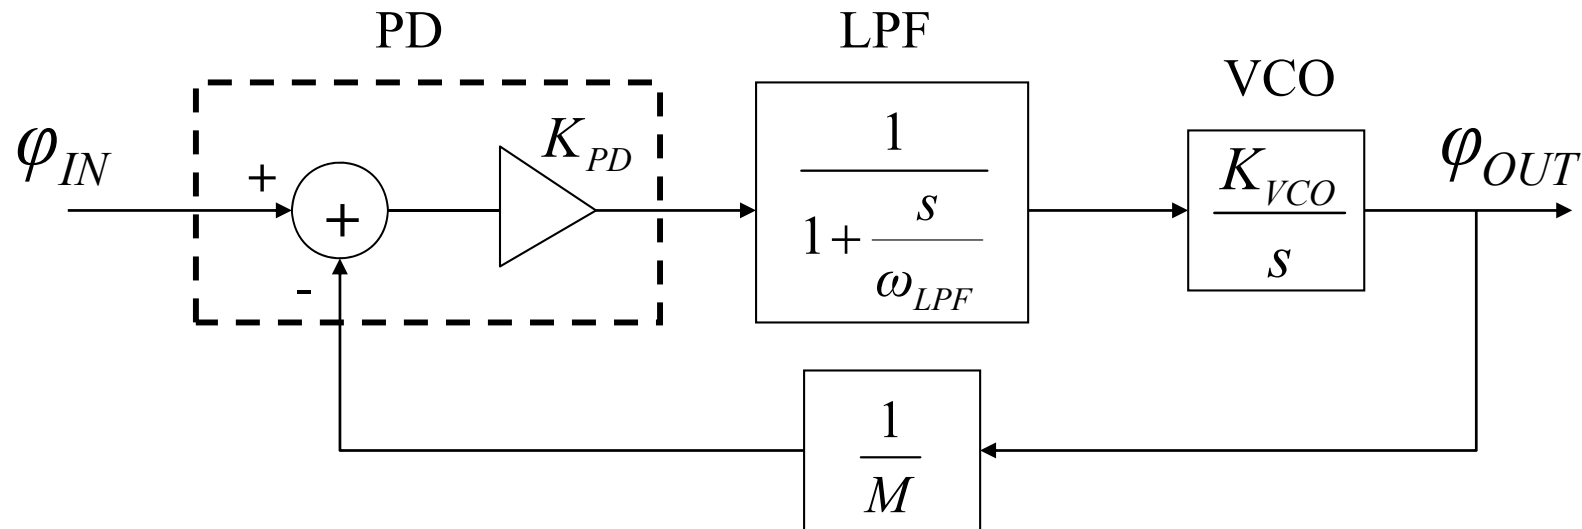 PD
LPF
VCO
φ_IN
+
+
-
K_PD
1
1+ s
ω_LPF
K_VCO
s
φ_OUT
1
M